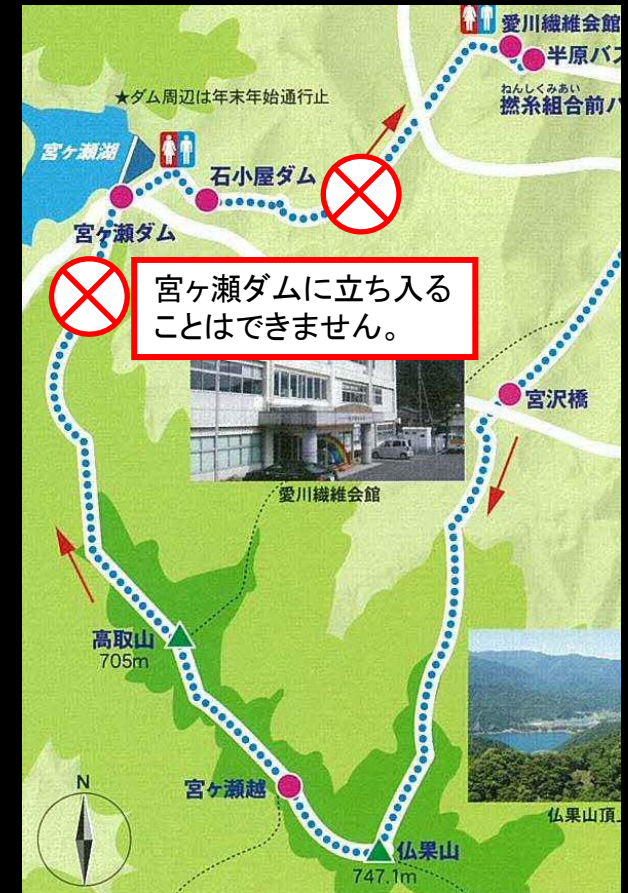 愛川繊維会館
半原バス
ねんしくみあい
撚糸組合前バ
★ダム周辺は年末年始通行止
宮ヶ瀬湖
石小屋ダム
宮ヶ瀬ダム
宮ヶ瀬ダムに立ち入る
ことはできません。
宮沢橋
愛川繊維会館
高取山
705m
宮ヶ瀬越
仏果山頂上
N
仏果山
747.1m